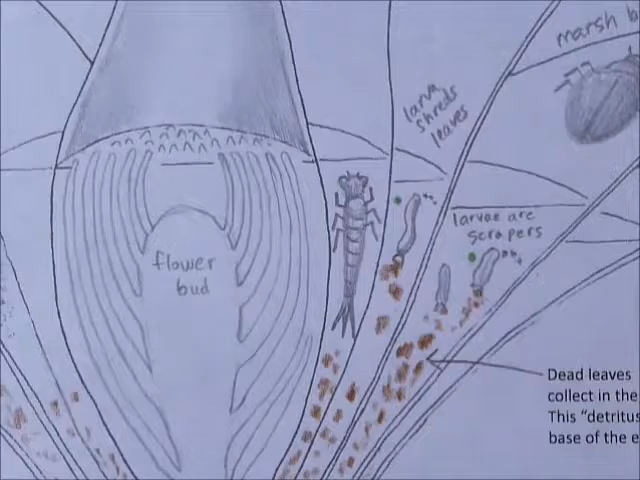 marsh b
larva
shreds
leaves
larvae are
scrapers
flower
bud
Dead leaves
collect in the
This "detritus
base of the e